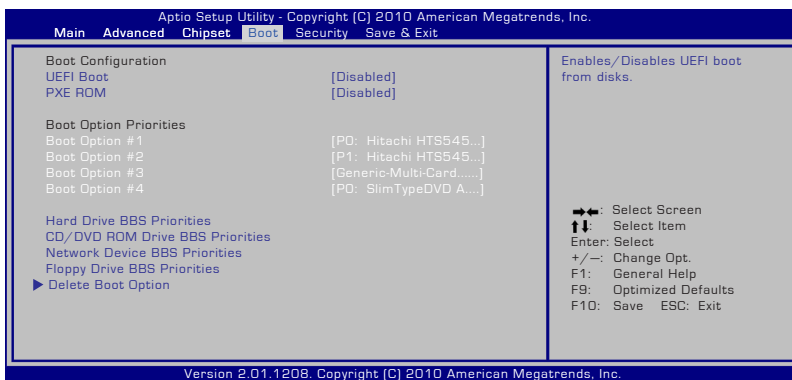 Aptio Setup Utility - Copyright (C) 2010 American Megatrends, Inc.
Main Advanced Chipset Boot Security Save & Exit
Boot Configuration
UEFI Boot [Disabled]
PXE ROM [Disabled]
Boot Option Priorities
Boot Option #1 [P0: Hitachi HTS545...]
Boot Option #2 [P1: Hitachi HTS545...]
Boot Option #3 [Generic-Multi-Card......]
Boot Option #4 [P0: SlimTypeDVD A....]
Hard Drive BBS Priorities
CD/DVD ROM Drive BBS Priorities
Network Device BBS Priorities
Floppy Drive BBS Priorities
▶ Delete Boot Option
Enables/Disables UEFI boot
from disks.
➡⬅: Select Screen
⬆⬇: Select Item
Enter: Select
+/—: Change Opt.
F1: General Help
F9: Optimized Defaults
F10: Save ESC: Exit
Version 2.01.1208. Copyright (C) 2010 American Megatrends, Inc.